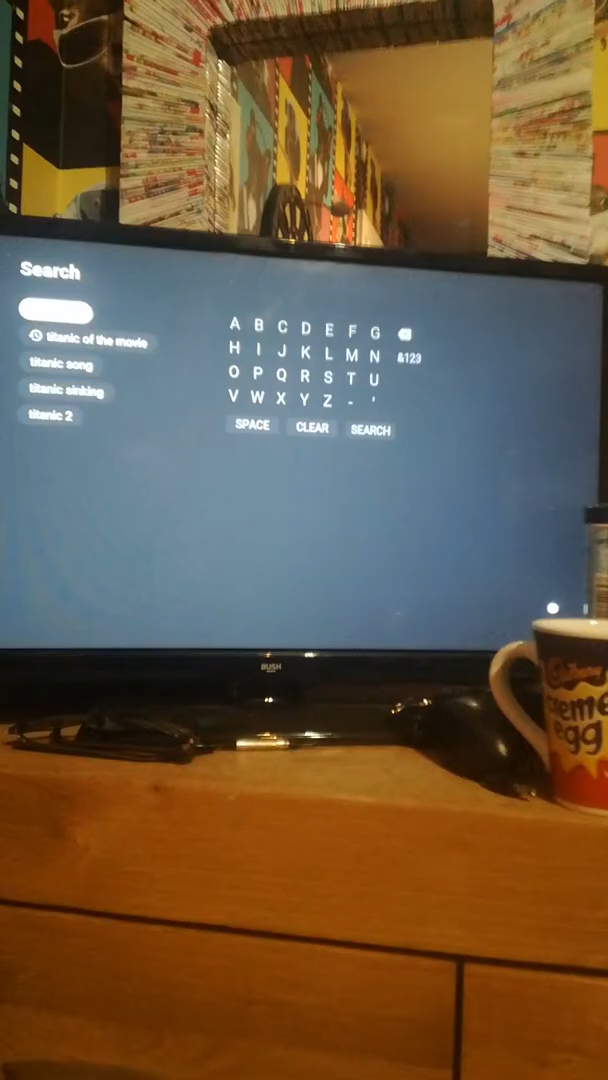 Search
titanic of the movie
titanic song
titanic sinking
titanic 2
A B C D E F G
H I J K L M N &123
O P Q R S T U
V W X Y Z - '
SPACE CLEAR SEARCH
BUSH
Cadbury
creme
egg